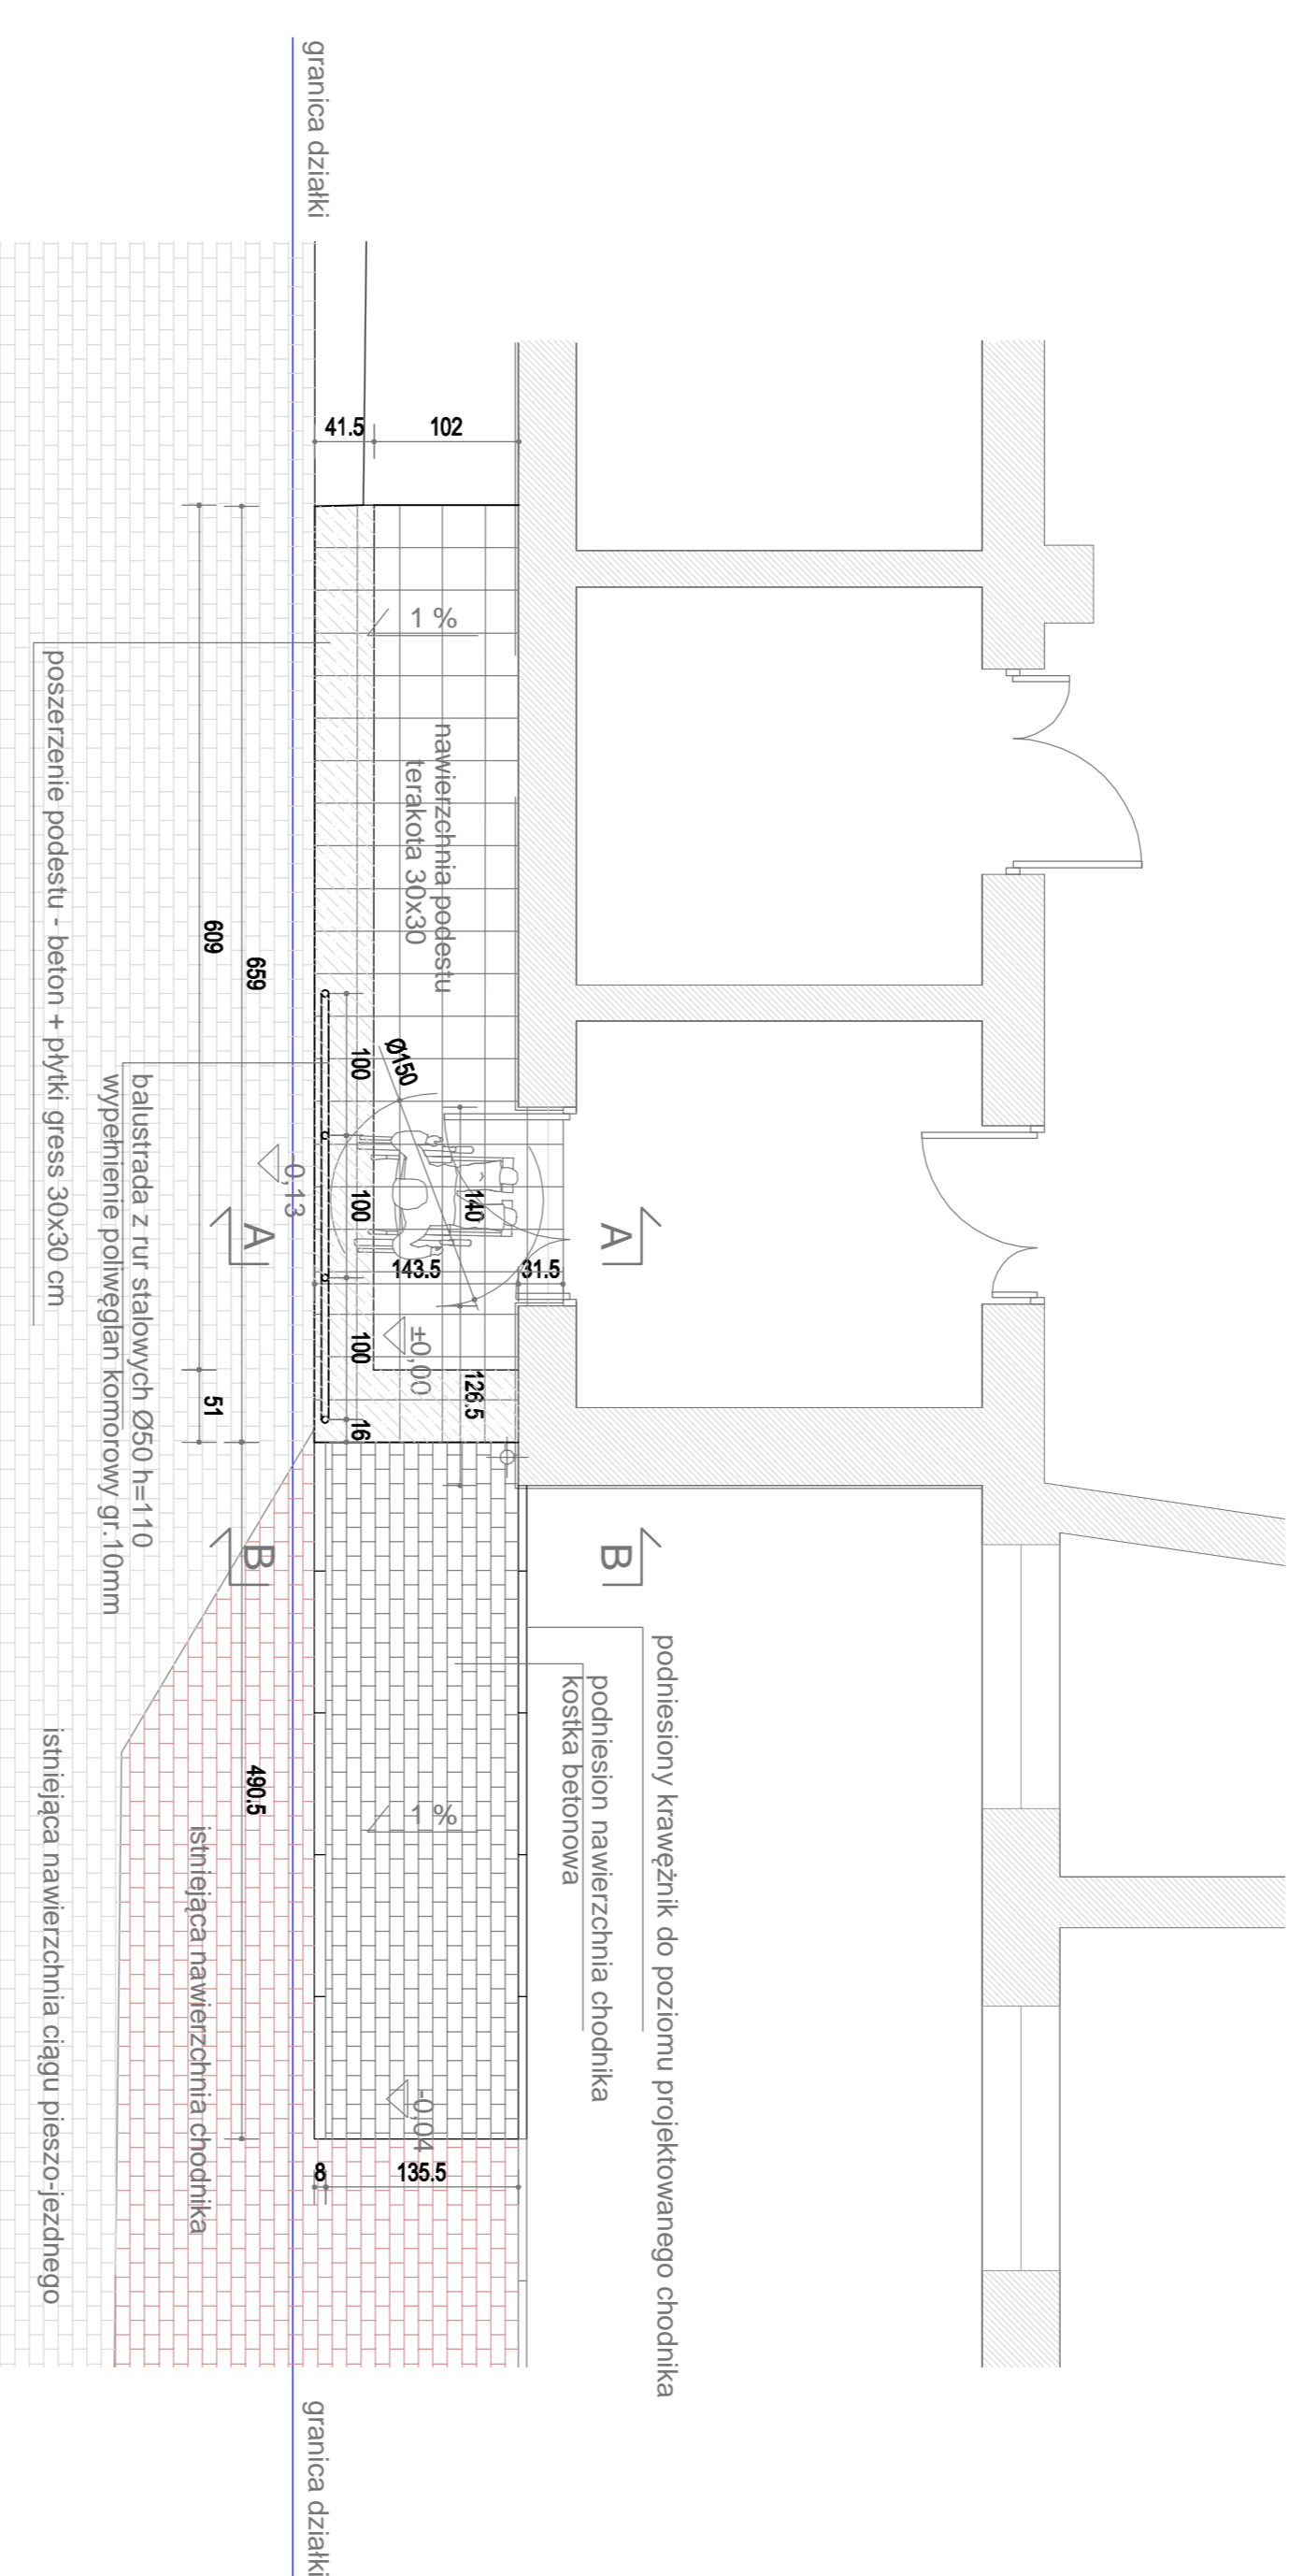 granica działki
41.5
102
1 %
nawierzchnia podestu
terakota 30x30
poszerzenie podestu - beton + płytki gress 30x30 cm
609
659
51
balustrada z rur stalowych Ø50 h=110
wypełnienie poliwęglan komorowy gr.10mm
Ø150
100
100
100
16
140
143.5
31.5
126.5
-0,13
±0,00
A
A
B
B
podniesiony krawężnik do poziomu projektowanego chodnika
podniesion nawierzchnia chodnika
kostka betonowa
490.5
1 %
istniejąca nawierzchnia chodnika
istniejąca nawierzchnia ciągu pieszo-jezdnego
-0,04
8
135.5
granica działki